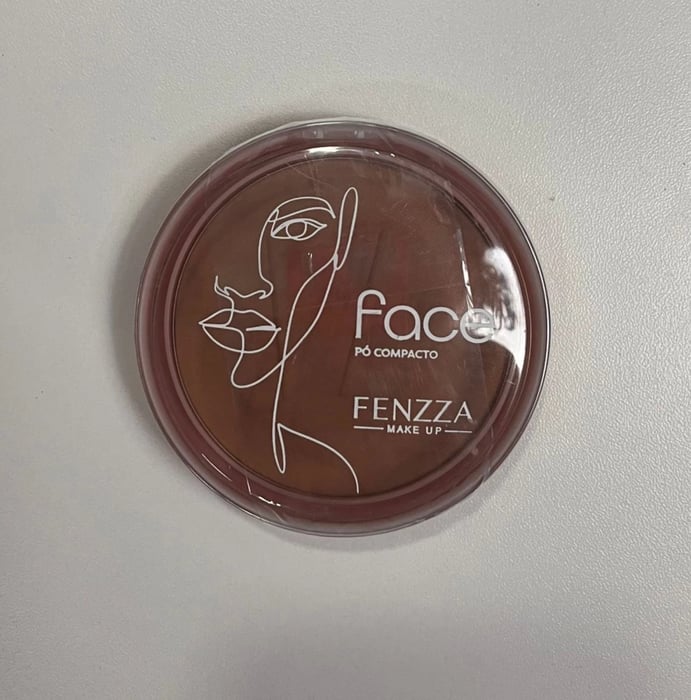 face
PÓ COMPACTO
FENZZA
MAKE UP